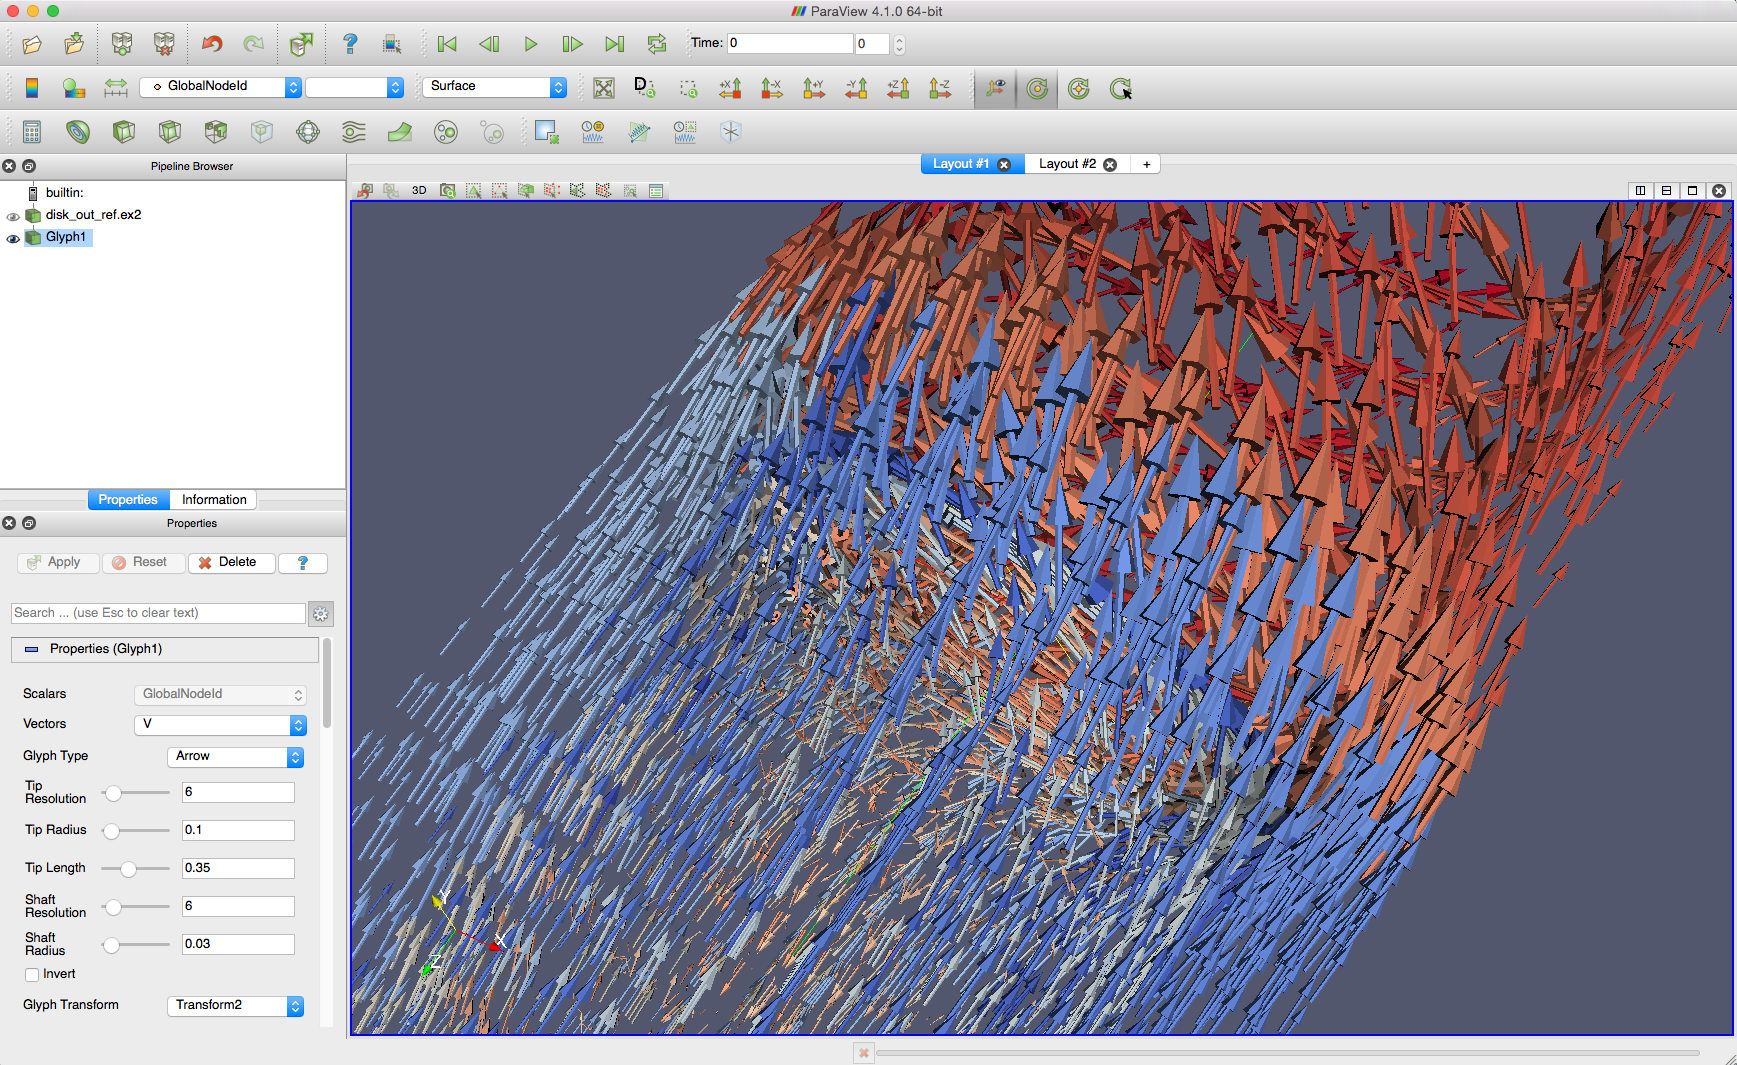 ParaView 4.1.0 64-bit
Time: 0 0
GlobalNodeId Surface D +X -X +Y -Y +Z -Z
Pipeline Browser
Layout #1 Layout #2 +
builtin:
disk_out_ref.ex2
Glyph1
3D
Properties Information
Properties
Apply Reset Delete ?
Search ... (use Esc to clear text)
Properties (Glyph1)
Scalars GlobalNodeId
Vectors V
Glyph Type Arrow
Tip
Resolution 6
Tip Radius 0.1
Tip Length 0.35
Shaft
Resolution 6
Shaft
Radius 0.03
Invert
Glyph Transform Transform2
Y
X
Z